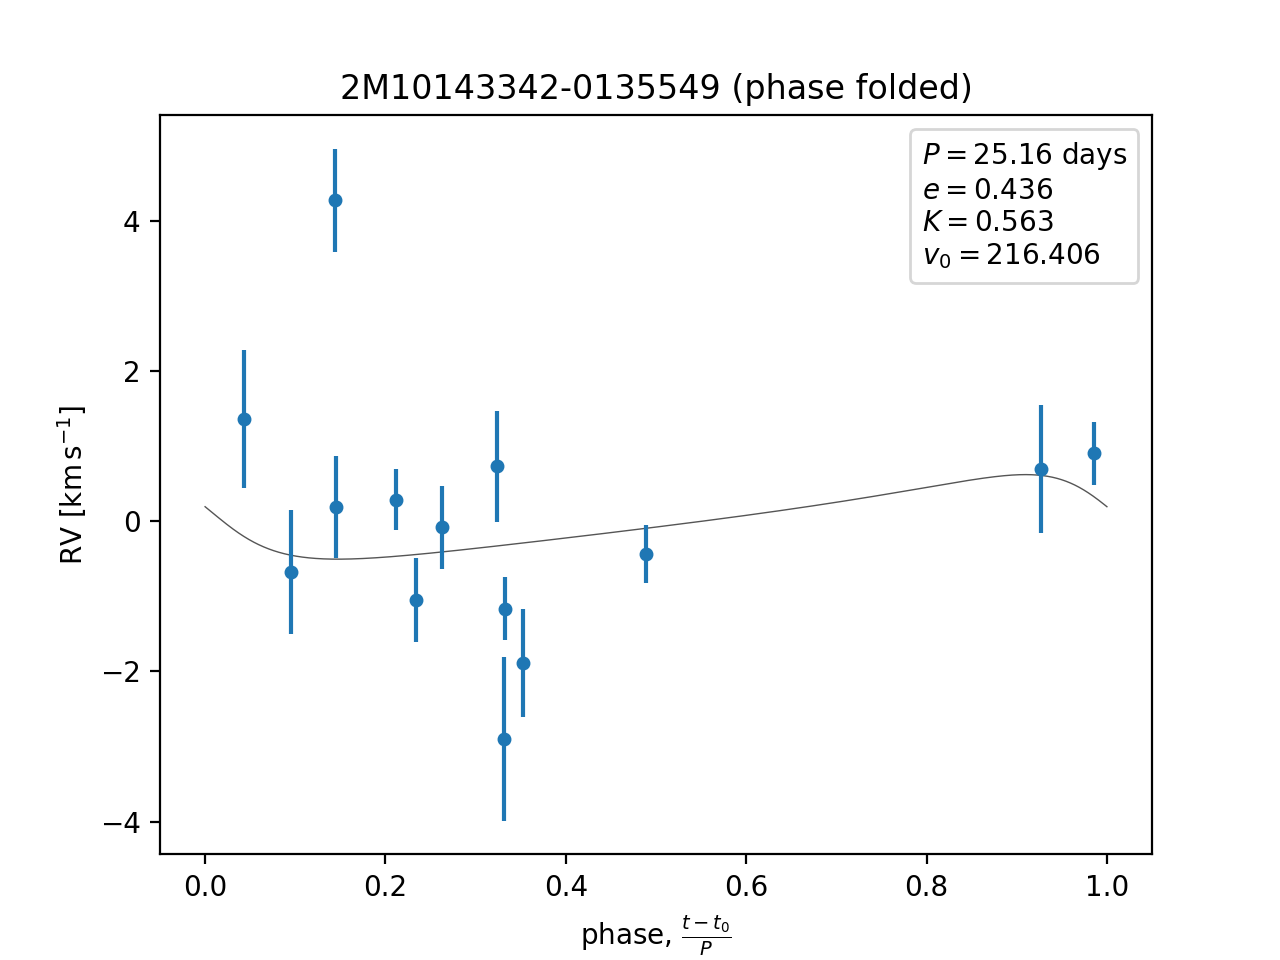 2M10143342-0135549 (phase folded)
P = 25.16 days
e = 0.436
K = 0.563
v₀ = 216.406
4
2
0
−2
−4
RV [km s⁻¹]
0.0 0.2 0.4 0.6 0.8 1.0
phase, (t − t₀)/P